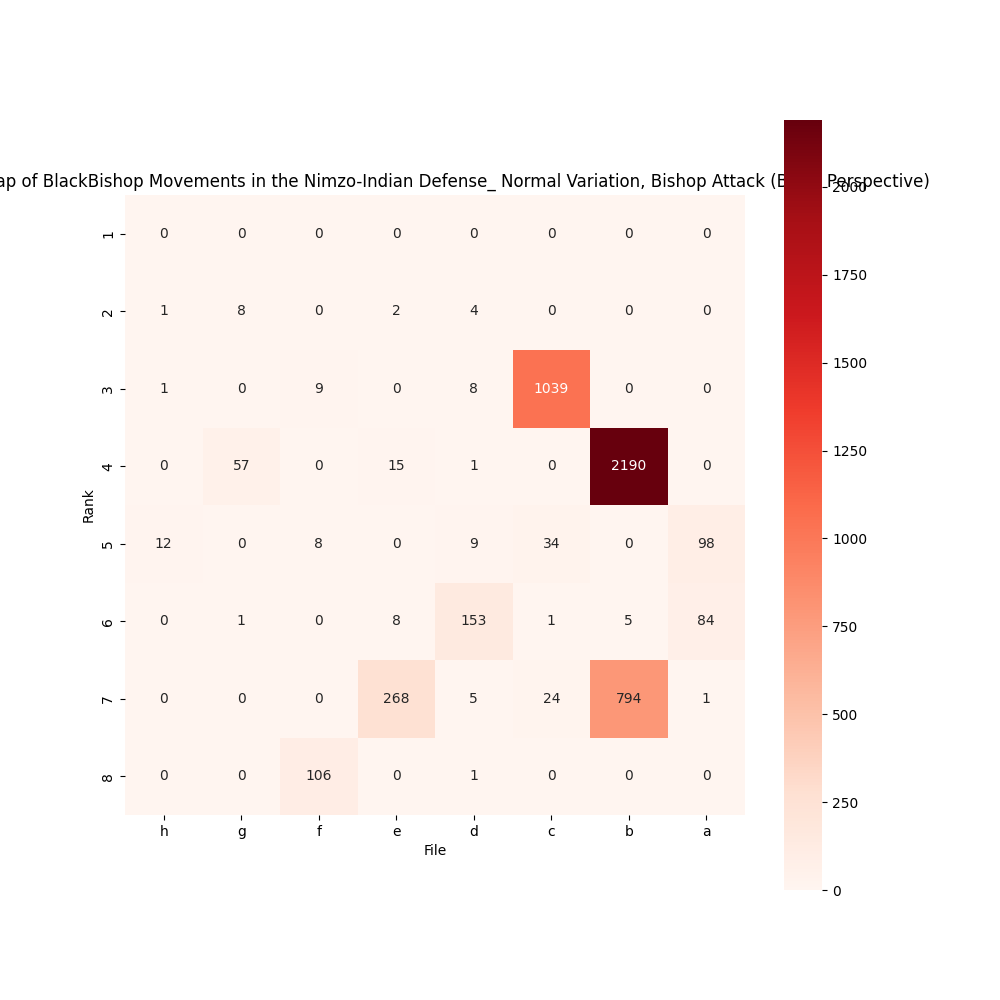 ap of BlackBishop Movements in the Nimzo-Indian Defense_ Normal Variation, Bishop Attack Perspective)
2000
1 0 0 0 0 0 0 0 0
1750
2 1 8 0 2 4 0 0 0
1500
3 1 0 9 0 8 1039 0 0
1250
4 0 57 0 15 1 0 2190 0
Rank
1000
5 12 0 8 0 9 34 0 98
6 0 1 0 8 153 1 5 84
750
7 0 0 0 268 5 24 794 1
500
8 0 0 106 0 1 0 0 0
250
h g f e d c b a
File
0